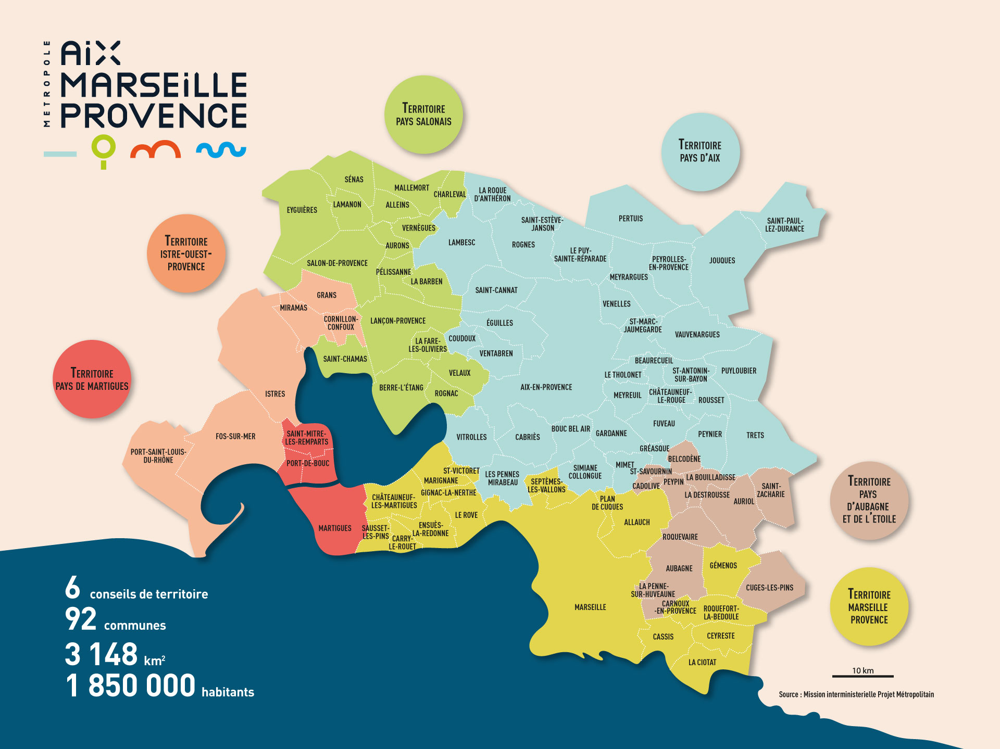 METROPOLE
AiX
MARSEiLLE
PROVENCE
TERRITOIRE
PAYS SALONAIS
TERRITOIRE
PAYS D'AIX
TERRITOIRE
ISTRE-OUEST-
PROVENCE
TERRITOIRE
PAYS DE MARTIGUES
TERRITOIRE
PAYS
D'AUBAGNE
ET DE L'ETOILE
TERRITOIRE
MARSEILLE
PROVENCE
SÉNAS
MALLEMORT
CHARLEVAL
EYGUIÈRES
LAMANON
ALLEINS
VERNÈGUES
AURONS
SALON-DE-PROVENCE
PÉLISSANNE
LA BARBEN
LANÇON-PROVENCE
LA FARE-
LES-OLIVIERS
SAINT-CHAMAS
VELAUX
BERRE-L'ÉTANG
ROGNAC
GRANS
MIRAMAS
CORNILLON-
CONFOUX
ISTRES
FOS-SUR-MER
PORT-SAINT-LOUIS-
DU-RHÔNE
SAINT-MITRE-
LES-REMPARTS
PORT-DE-BOUC
MARTIGUES
LA ROQUE
D'ANTHÉRON
SAINT-ESTÈVE-
JANSON
PERTUIS
SAINT-PAUL-
LEZ-DURANCE
LAMBESC
ROGNES
LE PUY-
SAINTE-RÉPARADE
PEYROLLES-
EN-PROVENCE
JOUQUES
MEYRARGUES
SAINT-CANNAT
VENELLES
ÉGUILLES
ST-MARC-
JAUMEGARDE
VAUVENARGUES
COUDOUX
VENTABREN
BEAURECUEIL
LE THOLONET
ST-ANTONIN-
SUR-BAYON
PUYLOUBIER
AIX-EN-PROVENCE
MEYREUIL
CHÂTEAUNEUF-
LE-ROUGE
ROUSSET
FUVEAU
VITROLLES
CABRIÈS
BOUC BEL AIR
GARDANNE
PEYNIER
TRETS
GRÉASQUE
MIMET
SIMIANE
COLLONGUE
LES PENNES
MIRABEAU
BELCODÈNE
ST-SAVOURNIN
CADOLIVE
PEYPIN
LA BOUILLADISSE
LA DESTROUSSE
AURIOL
SAINT-
ZACHARIE
ROQUEVAIRE
AUBAGNE
LA PENNE-
SUR-HUVEAUNE
CUGES-LES-PINS
ST-VICTORET
MARIGNANE
GIGNAC-LA-NERTHE
CHÂTEAUNEUF-
LES-MARTIGUES
LE ROVE
SAUSSET-
LES-PINS
CARRY-
LE-ROUET
ENSUÈS-
LA-REDONNE
SEPTÈMES-
LES-VALLONS
PLAN
DE CUQUES
ALLAUCH
MARSEILLE
GÉMENOS
CARNOUX
-EN-PROVENCE
ROQUEFORT-
LA-BEDOULE
CASSIS
CEYRESTE
LA CIOTAT
6 conseils de territoire
92 communes
3 148 km²
1 850 000 habitants
10 km
Source : Mission interministerielle Projet Métropolitain